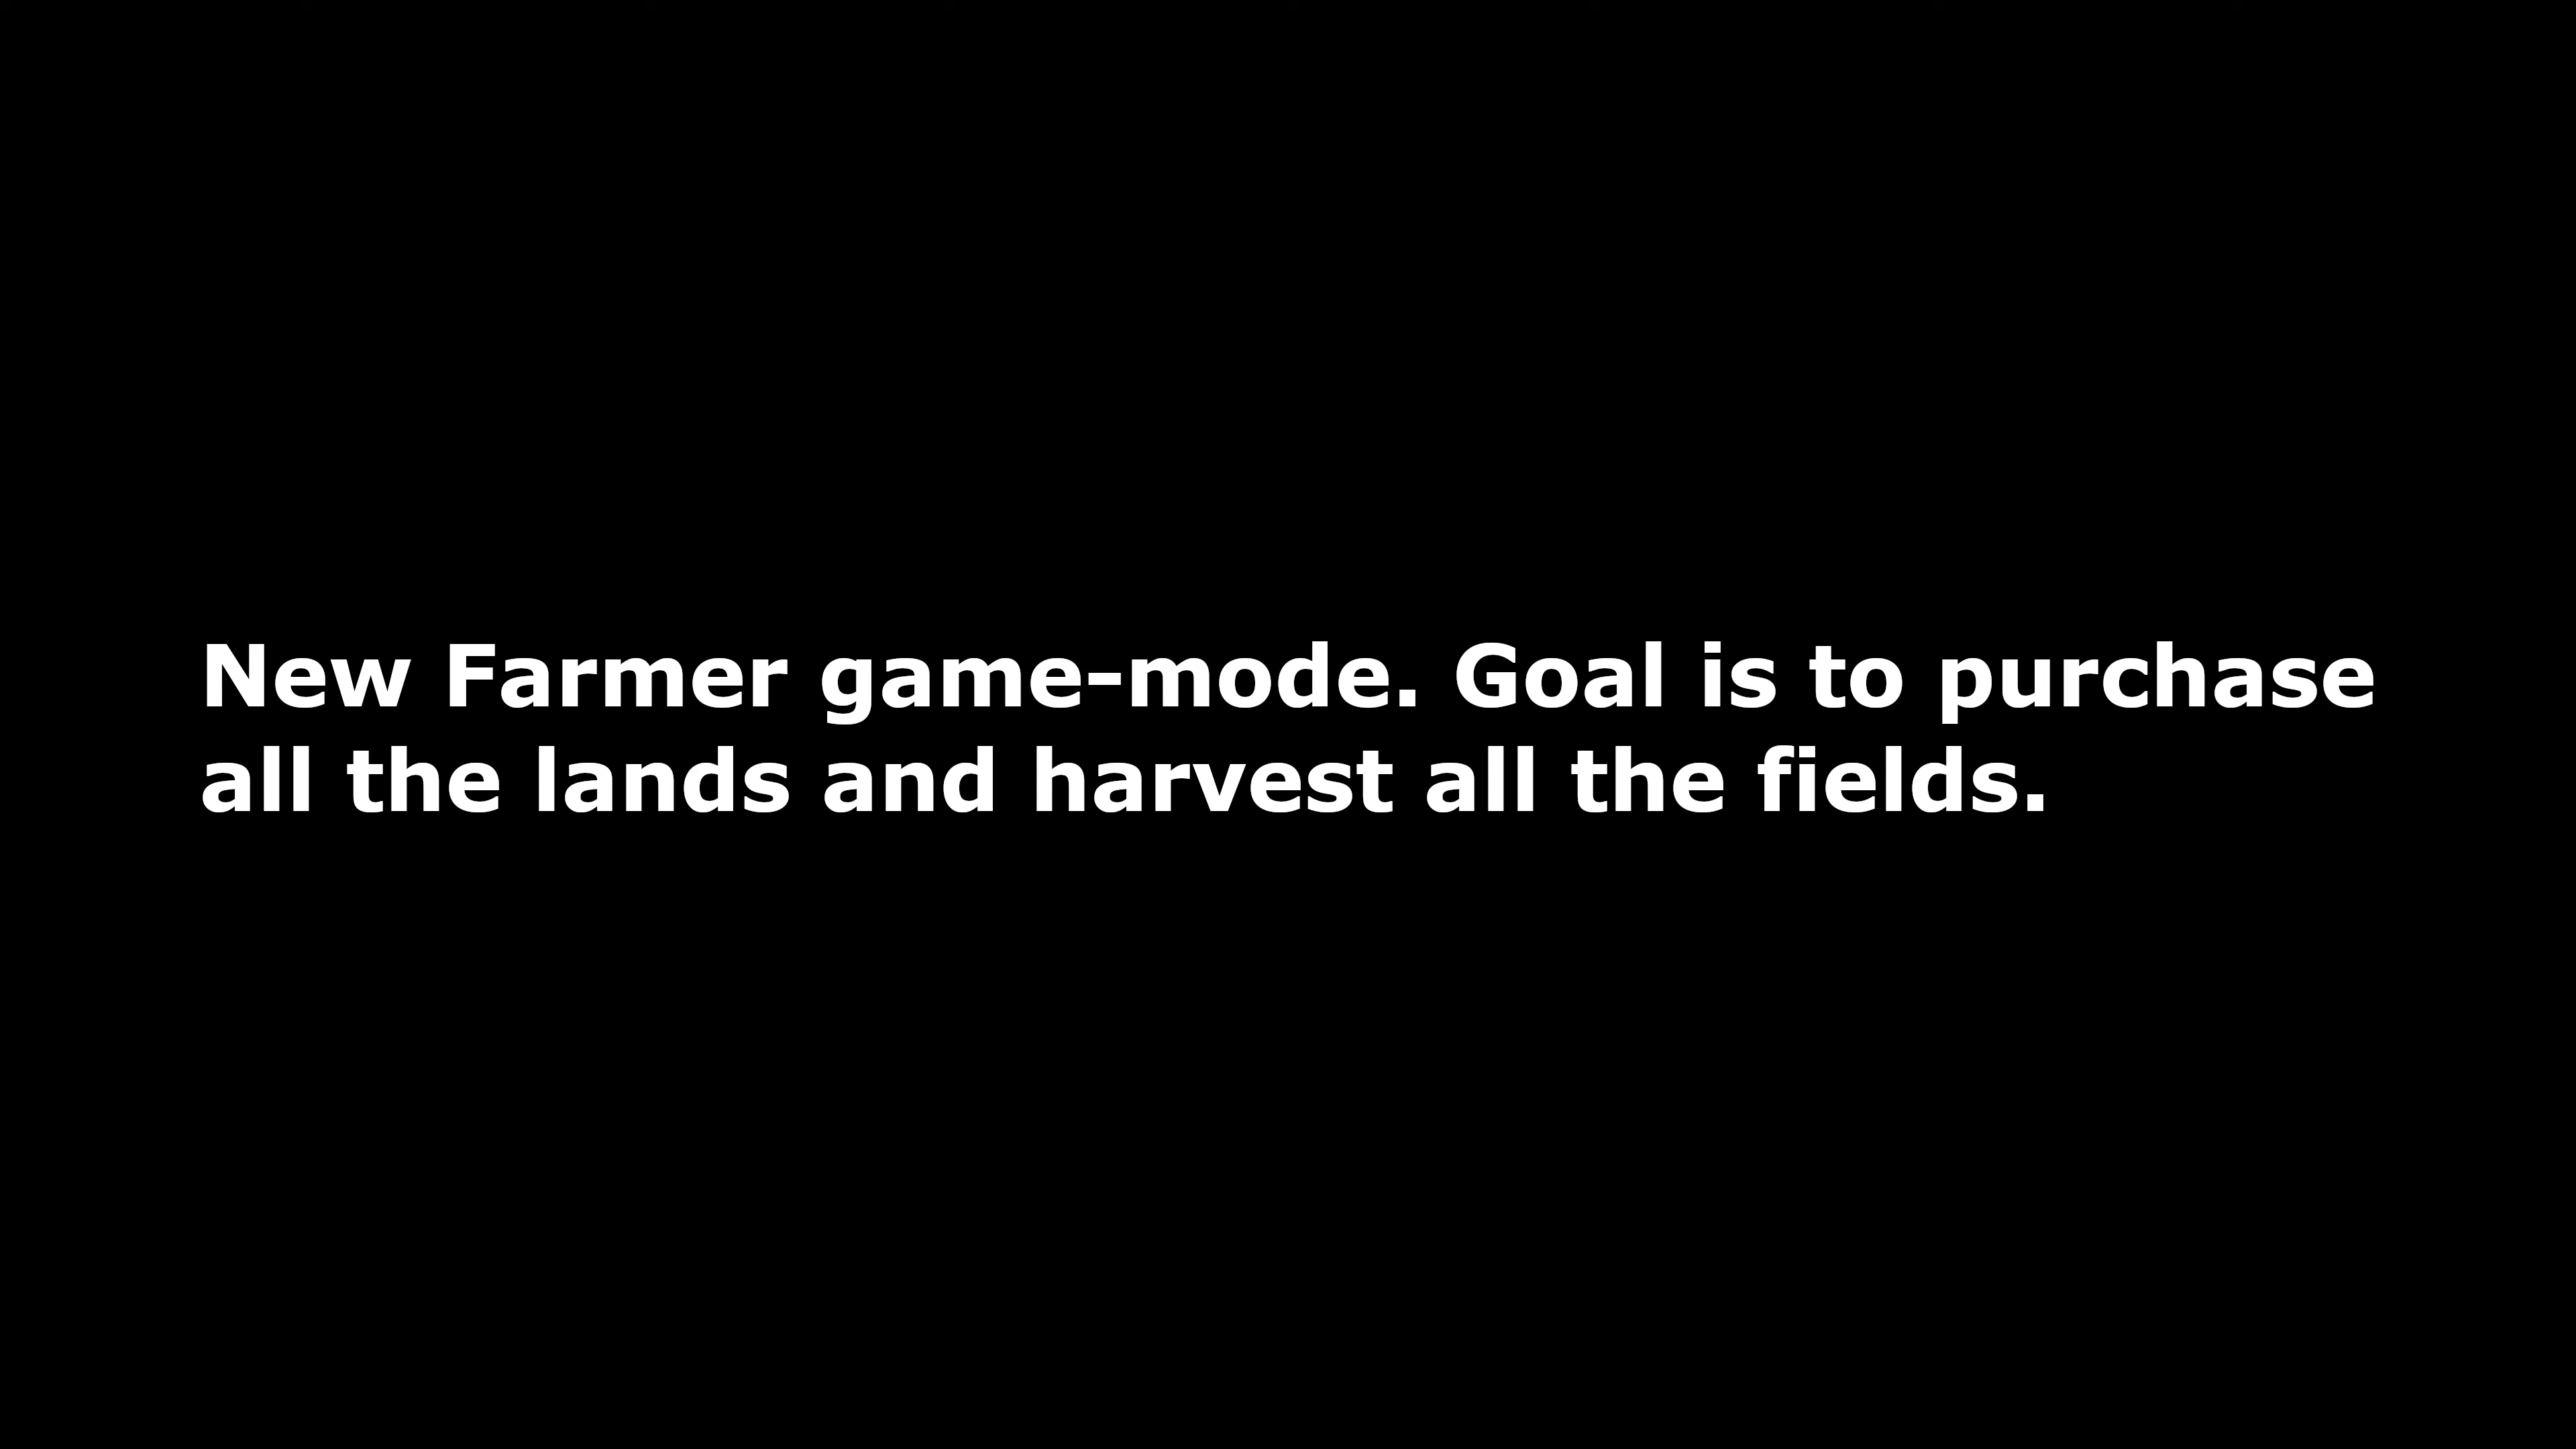 New Farmer game-mode. Goal is to purchase
all the lands and harvest all the fields.